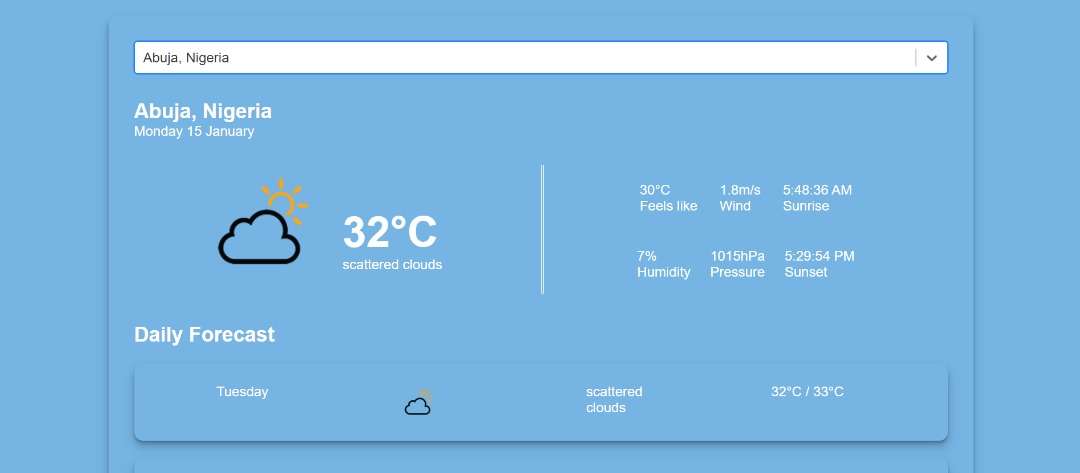 Abuja, Nigeria
Abuja, Nigeria
Monday 15 January
32°C
scattered clouds
30°C
Feels like
1.8m/s
Wind
5:48:36 AM
Sunrise
7%
Humidity
1015hPa
Pressure
5:29:54 PM
Sunset
Daily Forecast
Tuesday
scattered
clouds
32°C / 33°C